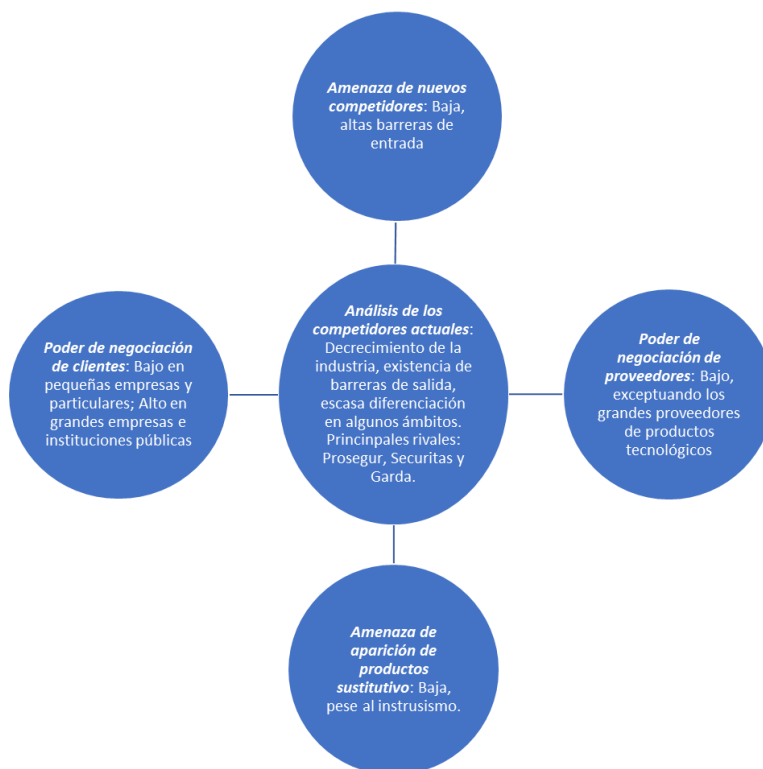 Amenaza de nuevos
competidores: Baja,
altas barreras de
entrada
Poder de negociación
de clientes: Bajo en
pequeñas empresas y
particulares; Alto en
grandes empresas e
instituciones públicas
Análisis de los
competidores actuales:
Decrecimiento de la
industria, existencia de
barreras de salida,
escasa diferenciación
en algunos ámbitos.
Princinpales rivales:
Prosegur, Securitas y
Garda.
Poder de
negociación de
proveedores: Bajo,
exceptuando los
grandes proveedores
de productos
tecnológicos
Amenaza de
aparición de
productos
sustitutivo: Baja,
pese al instrusismo.